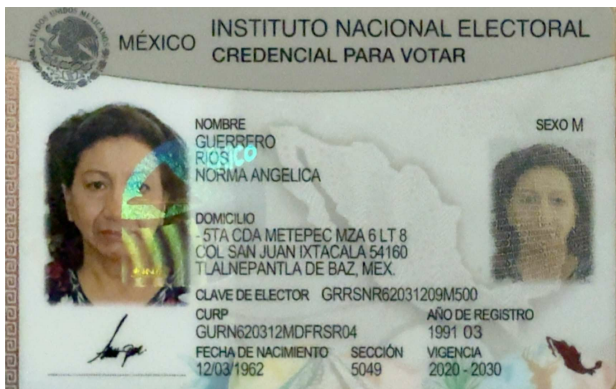 MÉXICO
INSTITUTO NACIONAL ELECTORAL
CREDENCIAL PARA VOTAR
NOMBRE
SEXO M
GUERRERO
RIOS
NORMA ANGELICA
DOMICILIO
- 5TA CDA METEPEC MZA 6 LT 8
COL SAN JUAN IXTACALA 54160
TLALNEPANTLA DE BAZ, MEX.
CLAVE DE ELECTOR GRRSNR62031209M500
CURP AÑO DE REGISTRO
GURN620312MDFRSR04 1991 03
FECHA DE NACIMIENTO SECCIÓN VIGENCIA
12/03/1962 5049 2020 - 2030